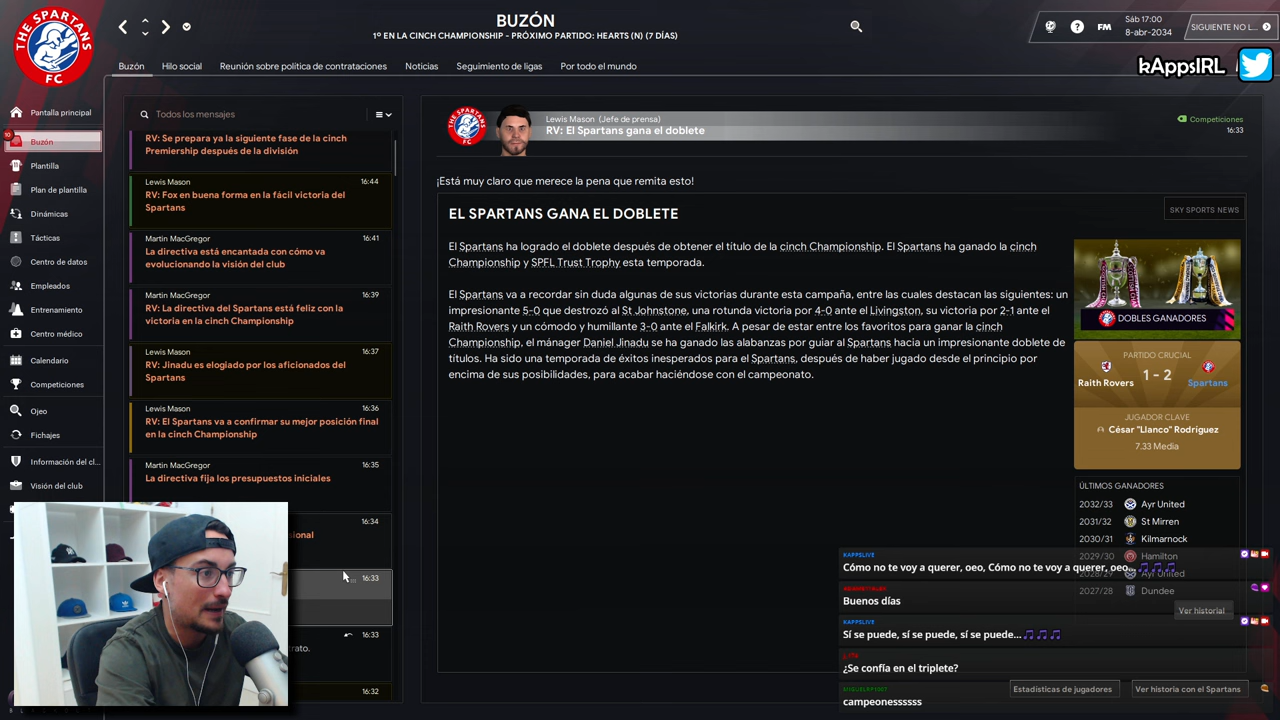 THE SPARTANS
FC
BUZÓN
1º EN LA CINCH CHAMPIONSHIP - PRÓXIMO PARTIDO: HEARTS (N) (7 DÍAS)
Sáb 17:00
8-abr-2034
FM
SIGUIENTE NO L...
kAppsIRL
Buzón
Hilo social
Reunión sobre política de contrataciones
Noticias
Seguimiento de ligas
Por todo el mundo
Pantalla principal
10
Buzón
Plantilla
Plan de plantilla
Dinámicas
Tácticas
Centro de datos
Empleados
Entrenamiento
Centro médico
Calendario
Competiciones
Ojeo
Fichajes
Información del cl...
Visión del club
Todos los mensajes
RV: Se prepara ya la siguiente fase de la cinch
Premiership después de la división
Lewis Mason 16:44
RV: Fox en buena forma en la fácil victoria del
Spartans
Martin MacGregor 16:41
La directiva está encantada con cómo va
evolucionando la visión del club
Martin MacGregor 16:39
RV: La directiva del Spartans está feliz con la
victoria en la cinch Championship
Lewis Mason 16:37
RV: Jinadu es elogiado por los aficionados del
Spartans
Lewis Mason 16:36
RV: El Spartans va a confirmar su mejor posición final
en la cinch Championship
Martin MacGregor 16:35
La directiva fija los presupuestos iniciales
16:34
sional
16:33
16:33
trato.
16:32
Lewis Mason (Jefe de prensa)
RV: El Spartans gana el doblete
Competiciones
16:33
¡Está muy claro que merece la pena que remita esto!
EL SPARTANS GANA EL DOBLETE
SKY SPORTS NEWS
El Spartans ha logrado el doblete después de obtener el título de la cinch Championship. El Spartans ha ganado la cinch
Championship y SPFL Trust Trophy esta temporada.
El Spartans va a recordar sin duda algunas de sus victorias durante esta campaña, entre las cuales destacan las siguientes: un
impresionante 5-0 que destrozó al St Johnstone, una rotunda victoria por 4-0 ante el Livingston, su victoria por 2-1 ante el
Raith Rovers y un cómodo y humillante 3-0 ante el Falkirk. A pesar de estar entre los favoritos para ganar la cinch
Championship, el mánager Daniel Jinadu se ha ganado las alabanzas por guiar al Spartans hacia un impresionante doblete de
títulos. Ha sido una temporada de éxitos inesperados para el Spartans, después de haber jugado desde el principio por
encima de sus posibilidades, para acabar haciéndose con el campeonato.
DOBLES GANADORES
PARTIDO CRUCIAL
Raith Rovers 1 - 2 Spartans
JUGADOR CLAVE
César "Llanco" Rodríguez
7.33 Media
ÚLTIMOS GANADORES
2032/33 Ayr United
2031/32 St Mirren
2030/31 Kilmarnock
2029/30 Hamilton
Ayr United
2027/28 Dundee
Ver historial
KAPPSLIVE
Cómo no te voy a querer, oeo, Cómo no te voy a querer, oeo...
Buenos días
KAPPSLIVE
Sí se puede, sí se puede, sí se puede...
¿Se confía en el triplete?
campeonessssss
Estadísticas de jugadores
Ver historia con el Spartans